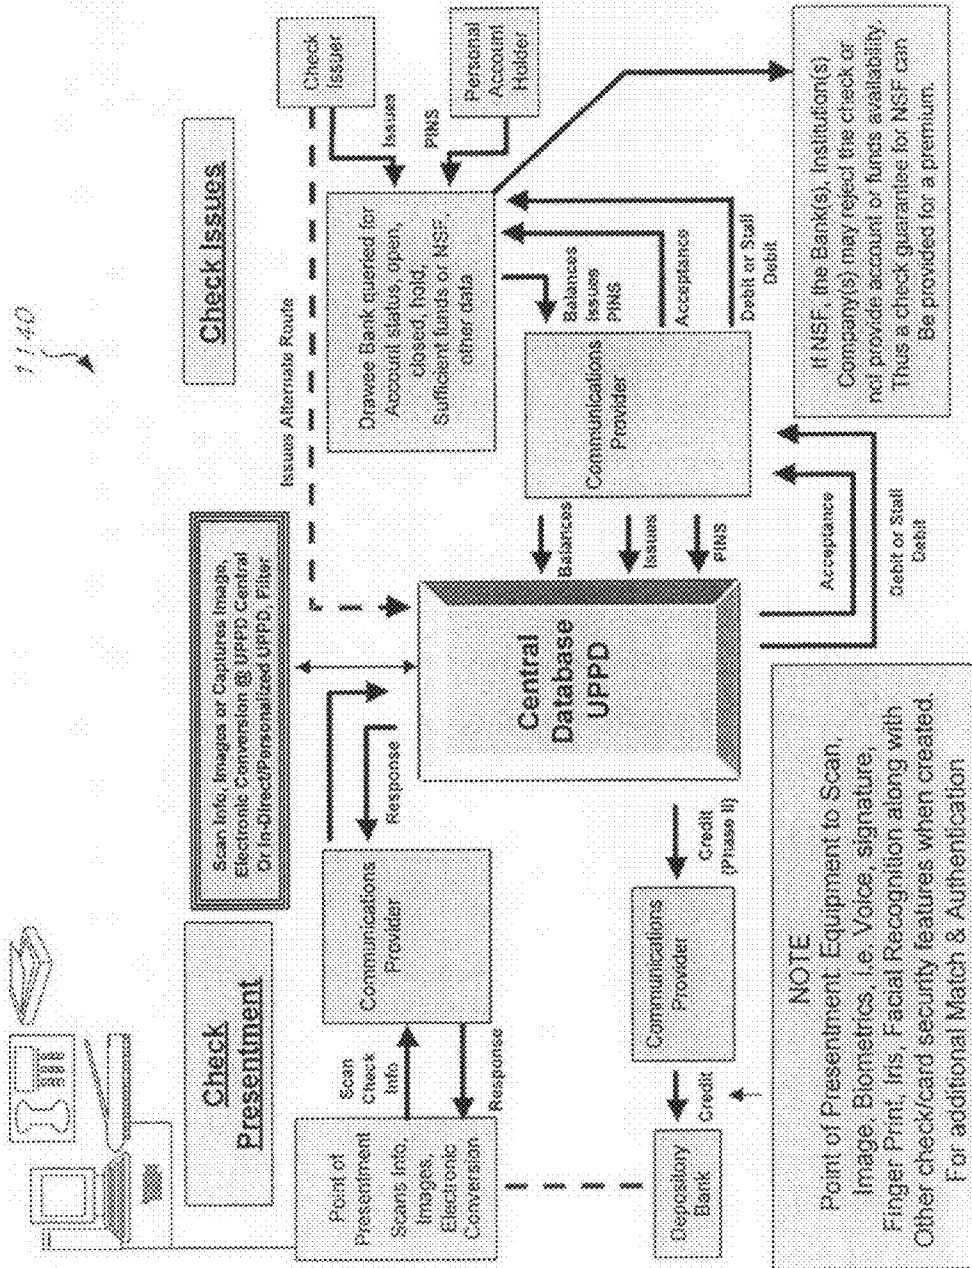 1140
Check
Presentment
Scan Info, Images or Captures Image,
Electronic Conversion @ UPPD Central
Or In-Direct/Personalized UPPD, Filter
Check Issues
Issues Alternate Route
Check
Issuer
Issues
PINS
Personal
Account
Holder
Point of
Presentment
Scans Info,
Images,
Electronic
Conversion
Scan
Check
Info
Response
Communications
Provider
Response
Central
Database
UPPD
Balances
Issues
PINS
Communications
Provider
Drawee Bank queried for
Account status, open,
closed, hold,
Sufficient funds or NSF,
other data
Balances
Issues
PINS
Acceptance
Debit or Stall
Debit
Acceptance
Debit or Stall
Debit
Depository
Bank
Credit
Communications
Provider
Credit
(Phase II)
NOTE
Point of Presentment Equipment to Scan,
Image, Biometrics, i.e. Voice, signature,
Finger Print, Iris, Facial Recognition along with
Other check/card security features when created.
For additional Match & Authentication
If NSF, the Bank(s), Institution(s)
Company(s) may reject the check or
not provide account or funds availability.
Thus a check guarantee for NSF can
Be provided for a premium.